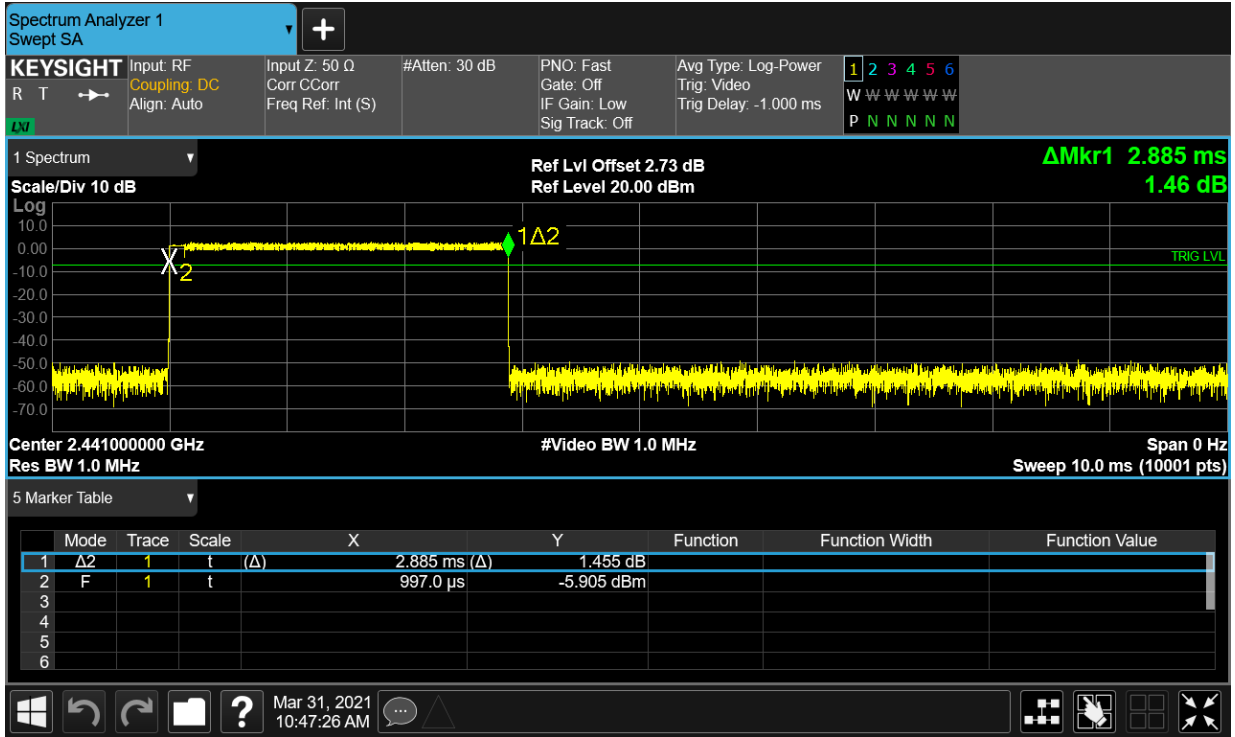 Spectrum Analyzer 1
Swept SA
KEYSIGHT
R T
LXI
Input: RF
Coupling: DC
Align: Auto
Input Z: 50 Ω
Corr CCorr
Freq Ref: Int (S)
#Atten: 30 dB
PNO: Fast
Gate: Off
IF Gain: Low
Sig Track: Off
Avg Type: Log-Power
Trig: Video
Trig Delay: -1.000 ms
1 2 3 4 5 6
W W W W W W
P N N N N N
1 Spectrum
Scale/Div 10 dB
Ref Lvl Offset 2.73 dB
Ref Level 20.00 dBm
ΔMkr1 2.885 ms
1.46 dB
Log
10.0
0.00
-10.0
-20.0
-30.0
-40.0
-50.0
-60.0
-70.0
1Δ2
2
TRIG LVL
Center 2.441000000 GHz
#Video BW 1.0 MHz
Span 0 Hz
Res BW 1.0 MHz
Sweep 10.0 ms (10001 pts)
5 Marker Table
Mode Trace Scale X Y Function Function Width Function Value
1 Δ2 1 t (Δ) 2.885 ms (Δ) 1.455 dB
2 F 1 t 997.0 µs -5.905 dBm
3
4
5
6
?
Mar 31, 2021
10:47:26 AM